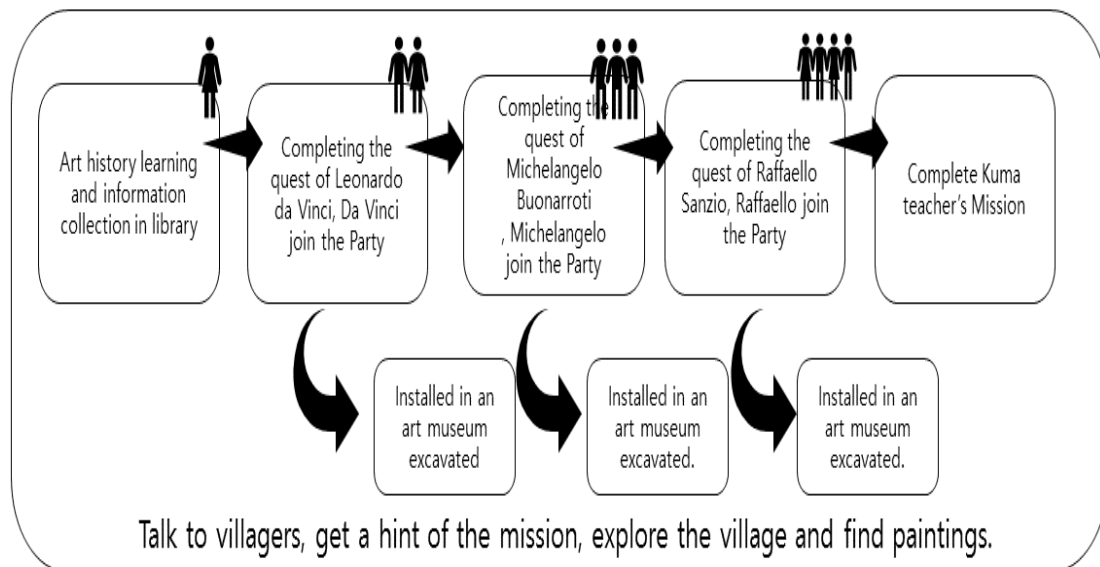 Art history learning
and information
collection in library
Completing the
quest of Leonardo
da Vinci, Da Vinci
join the Party
Completing the
quest of
Michelangelo
Buonarroti
, Michelangelo
join the Party
Completing the
quest of Raffaello
Sanzio, Raffaello join
the Party
Complete Kuma
teacher's Mission
Installed in an
art museum
excavated
Installed in an
art museum
excavated.
Installed in an
art museum
excavated.
Talk to villagers, get a hint of the mission, explore the village and find paintings.